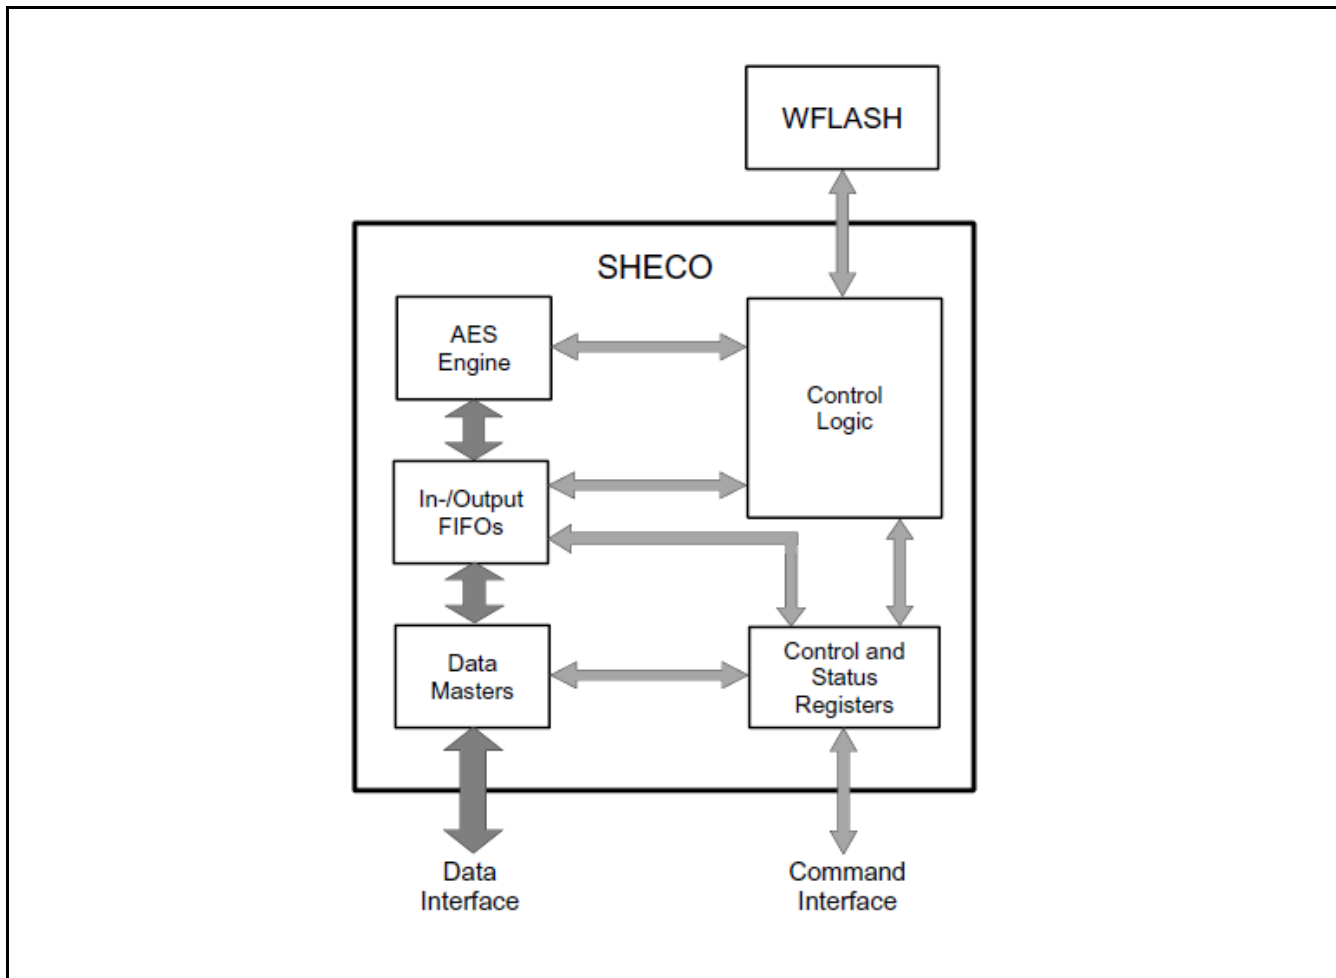 WFLASH
SHECO
AES
Engine
Control
Logic
In-/Output
FIFOs
Data
Masters
Control and
Status
Registers
Data
Interface
Command
Interface